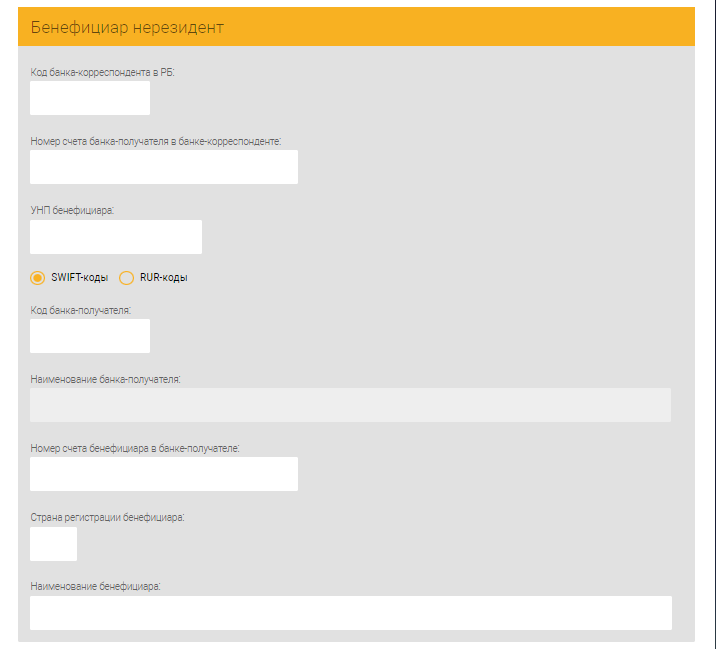 Бенефициар нерезидент
Код банка-корреспондента в РБ:
Номер счета банка-получателя в банке-корреспонденте:
УНП бенефициара:
SWIFT-коды RUR-коды
Код банка-получателя:
Наименование банка-получателя:
Номер счета бенефициара в банке-получателе:
Страна регистрации бенефициара:
Наименование бенефициара: